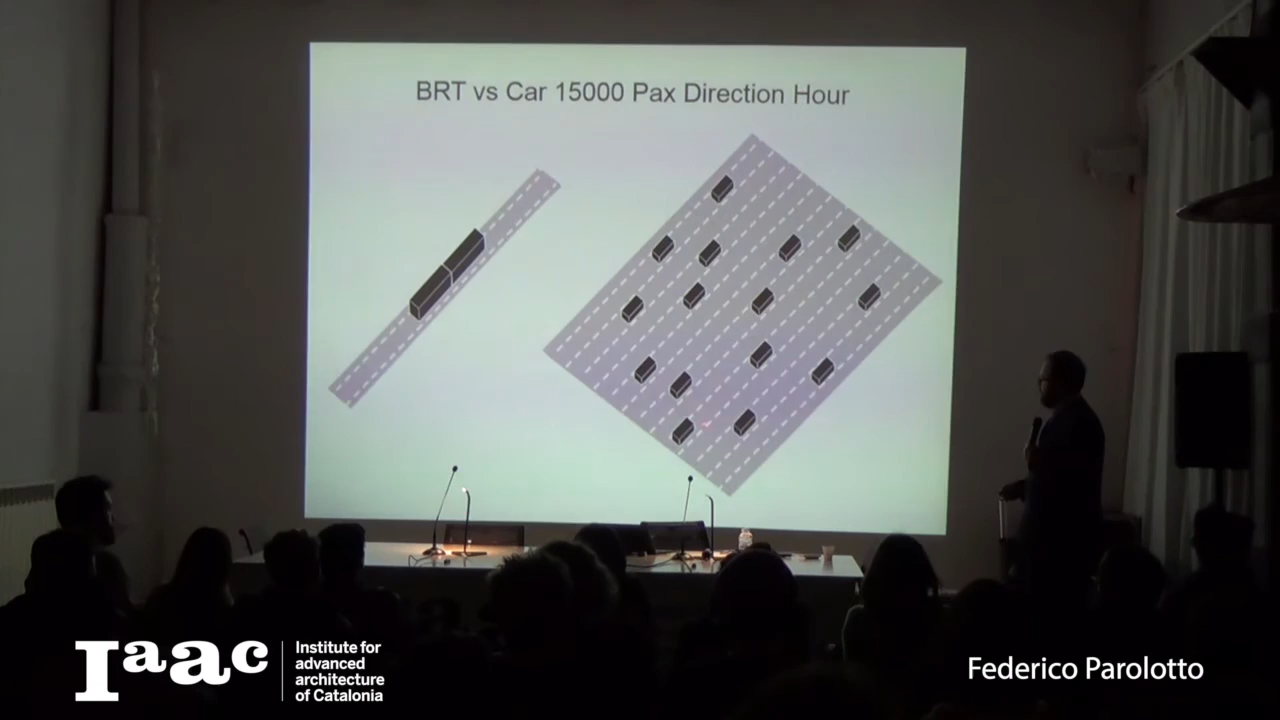 BRT vs Car 15000 Pax Direction Hour
Iaac
Institute for
advanced
architecture
of Catalonia
Federico Parolotto